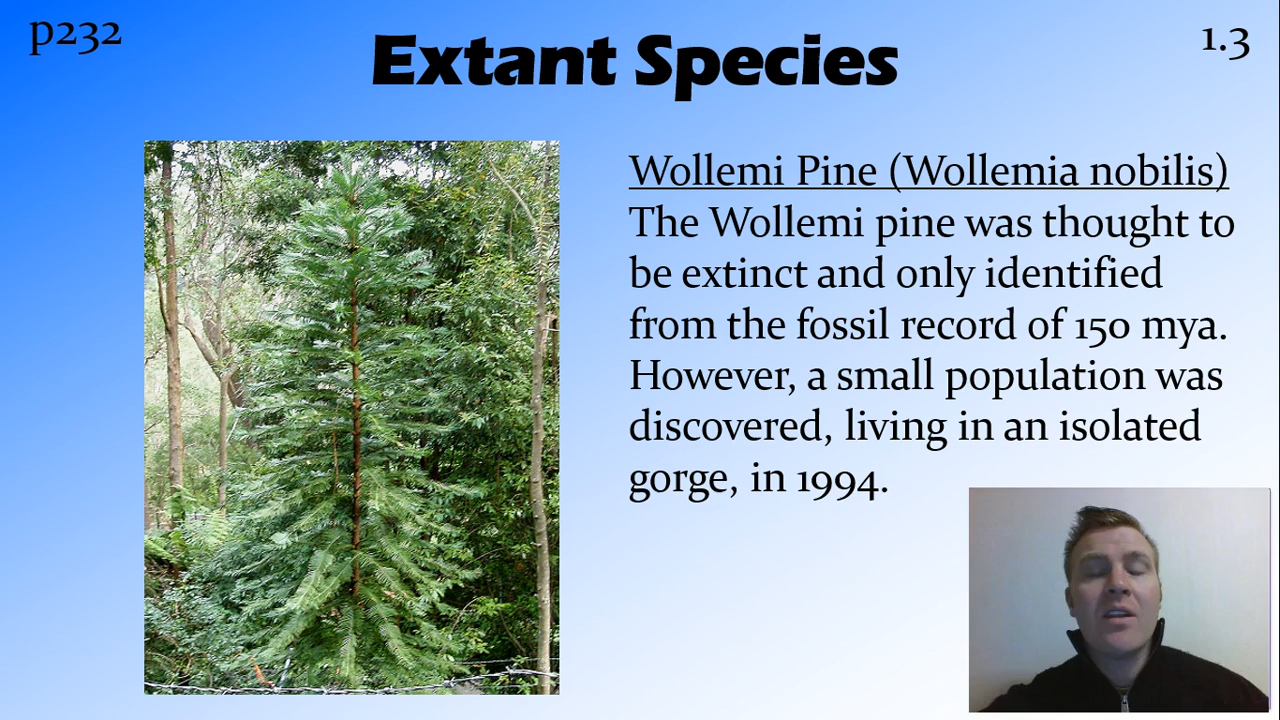 p232
Extant Species
1.3
Wollemi Pine (Wollemia nobilis)
The Wollemi pine was thought to
be extinct and only identified
from the fossil record of 150 mya.
However, a small population was
discovered, living in an isolated
gorge, in 1994.